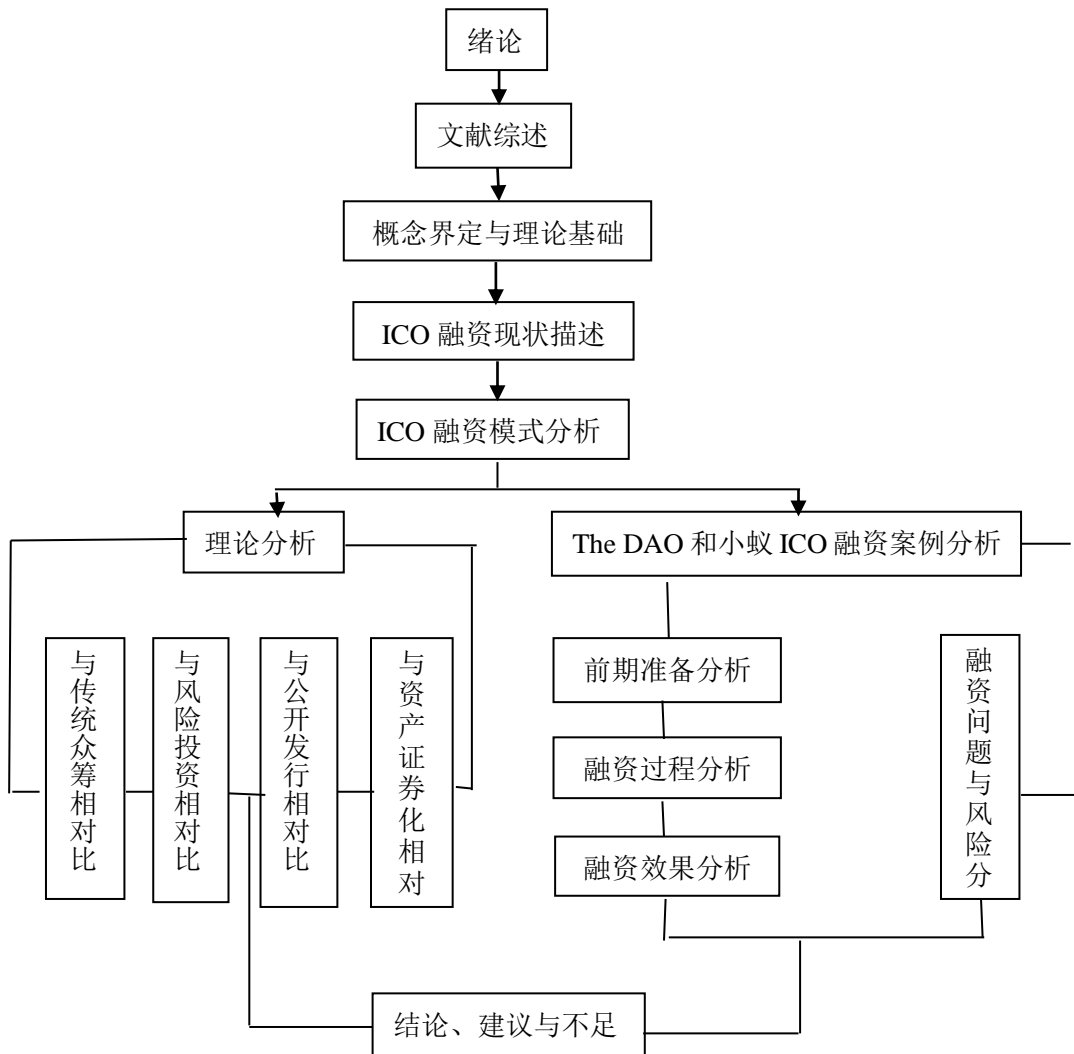 绪论
文献综述
概念界定与理论基础
ICO 融资现状描述
ICO 融资模式分析
理论分析
The DAO 和小蚁 ICO 融资案例分析
与传统众筹相对比
与风险投资相对比
与公开发行相对比
与资产证券化相对
前期准备分析
融资过程分析
融资效果分析
融资问题与风险分
结论、建议与不足